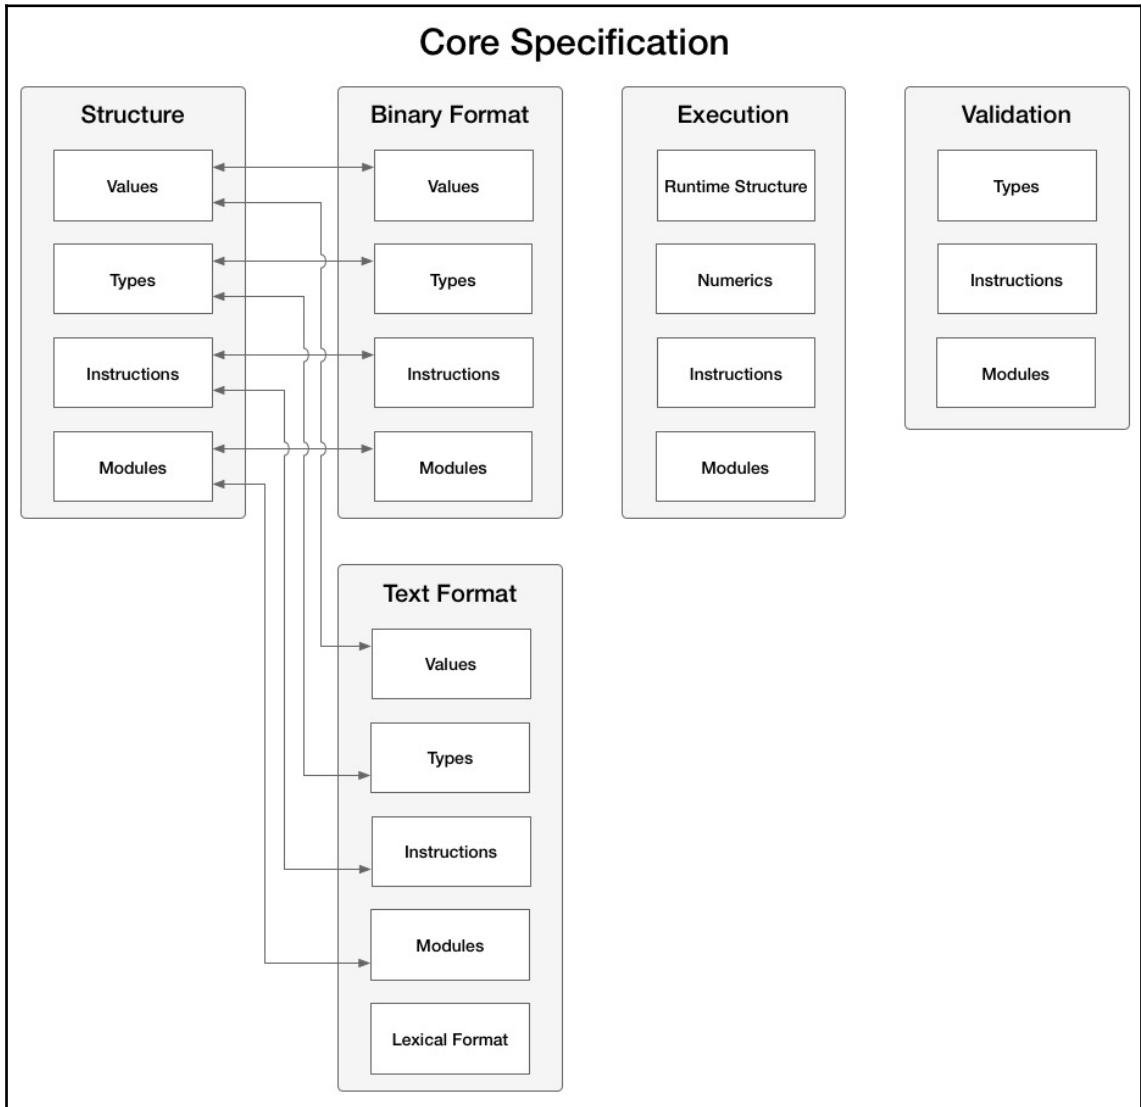 Core Specification
Structure
Values
Types
Instructions
Modules
Binary Format
Values
Types
Instructions
Modules
Execution
Runtime Structure
Numerics
Instructions
Modules
Validation
Types
Instructions
Modules
Text Format
Values
Types
Instructions
Modules
Lexical Format